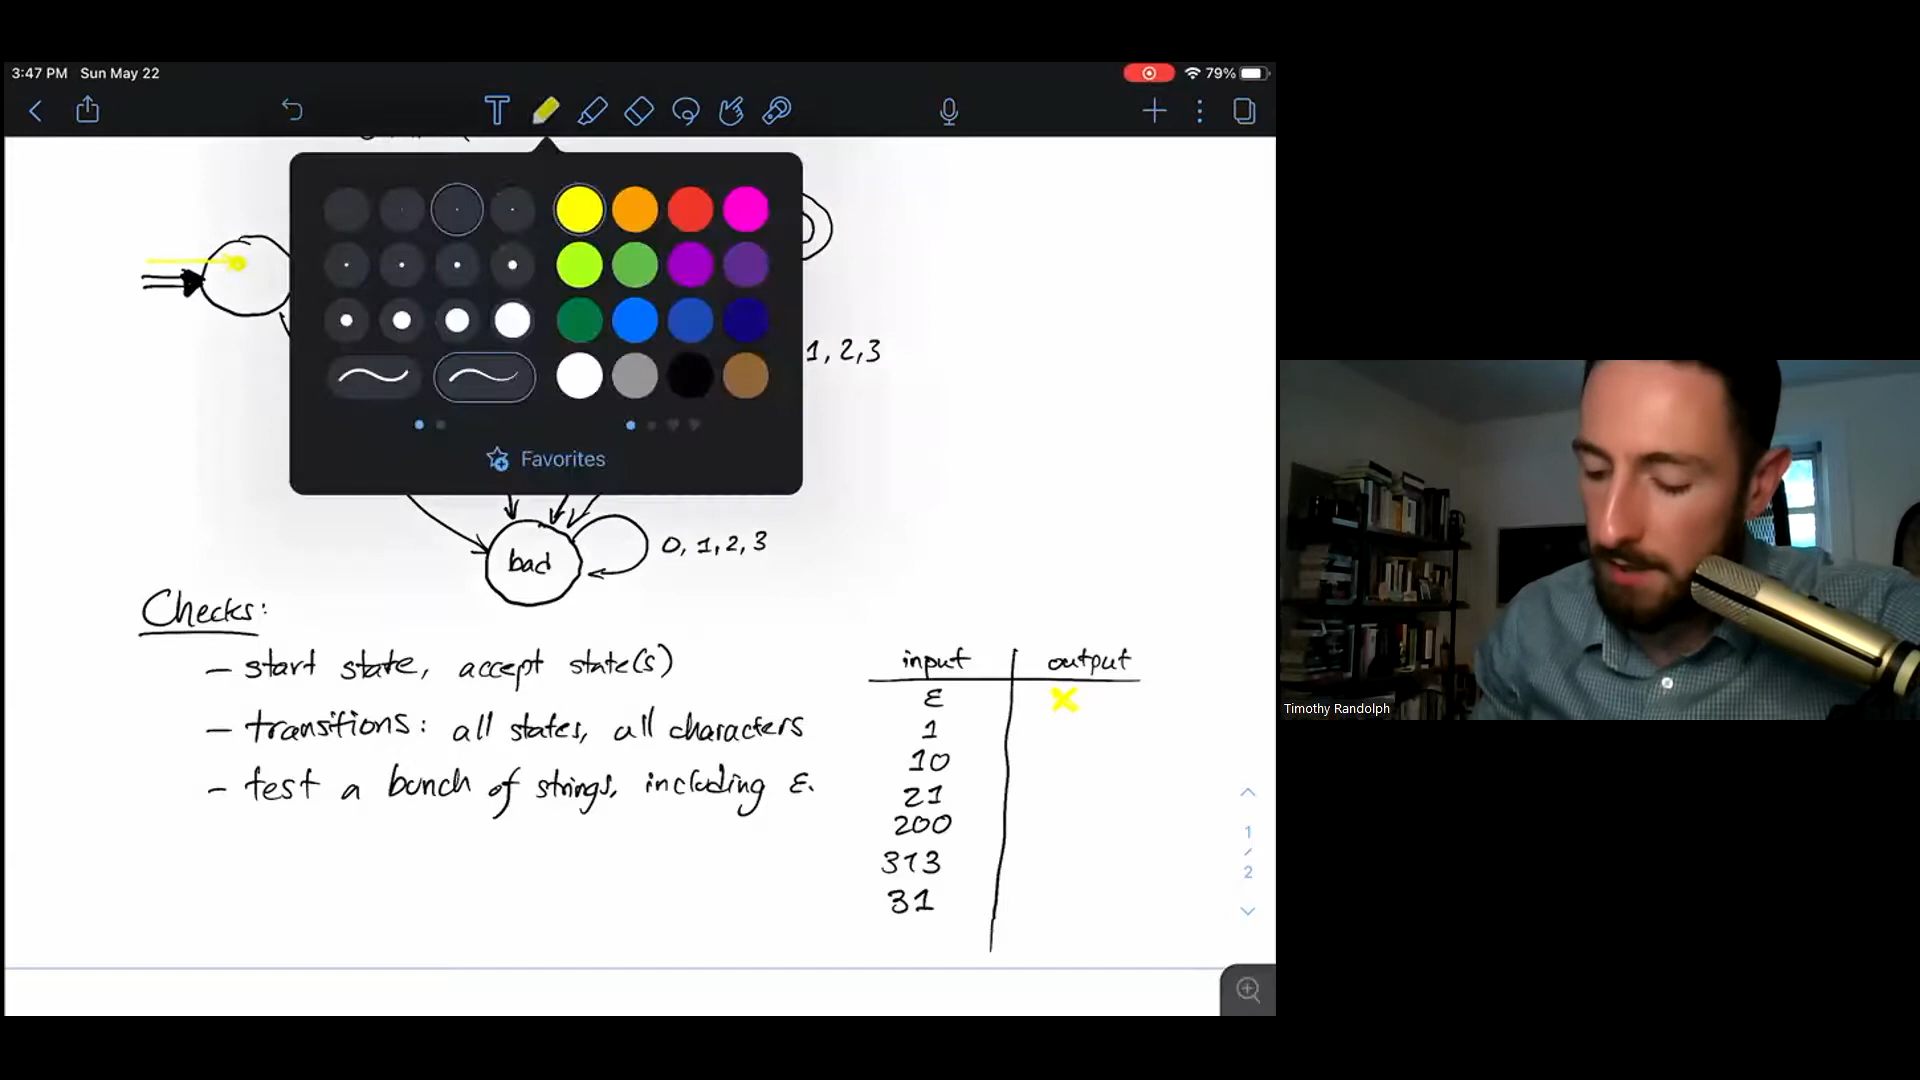 3:47 PM Sun May 22
79%
T
1, 2, 3
Favorites
bad
0, 1, 2, 3
Checks:
- start state, accept state(s)
- transitions: all states, all characters
- test a bunch of strings, including ε.
input output
ε X
1
10
21
200
313
31
1
/
2
Timothy Randolph